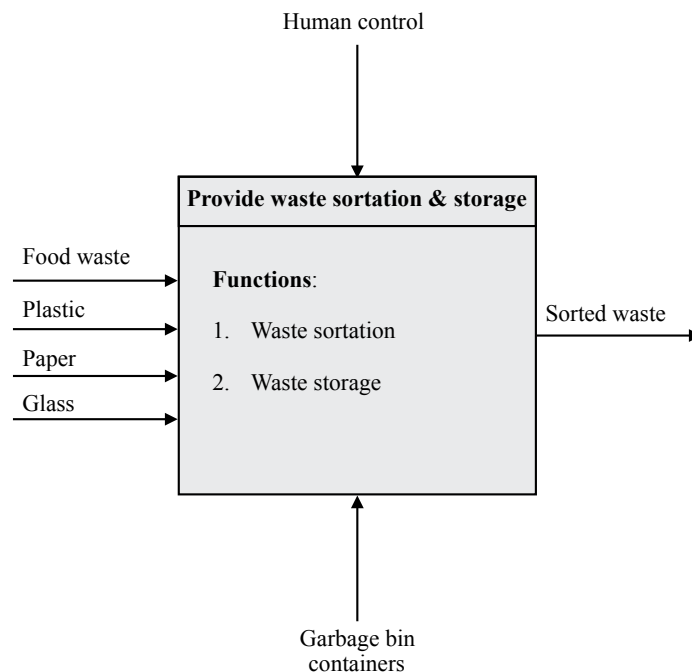 Human control
Provide waste sortation & storage
Food waste
Plastic
Paper
Glass
Functions:
1. Waste sortation
2. Waste storage
Sorted waste
Garbage bin
containers